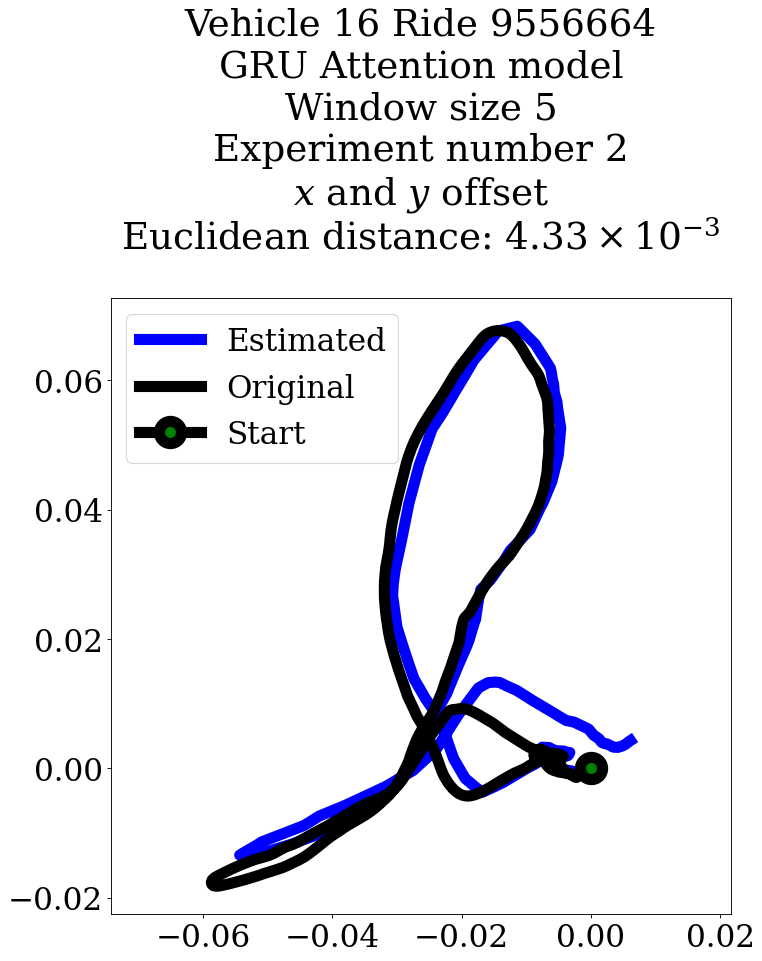 Vehicle 16 Ride 9556664
GRU Attention model
Window size 5
Experiment number 2
x and y offset
Euclidean distance: 4.33 × 10⁻³
Estimated
Original
Start
0.06
0.04
0.02
0.00
−0.02
−0.06 −0.04 −0.02 0.00 0.02